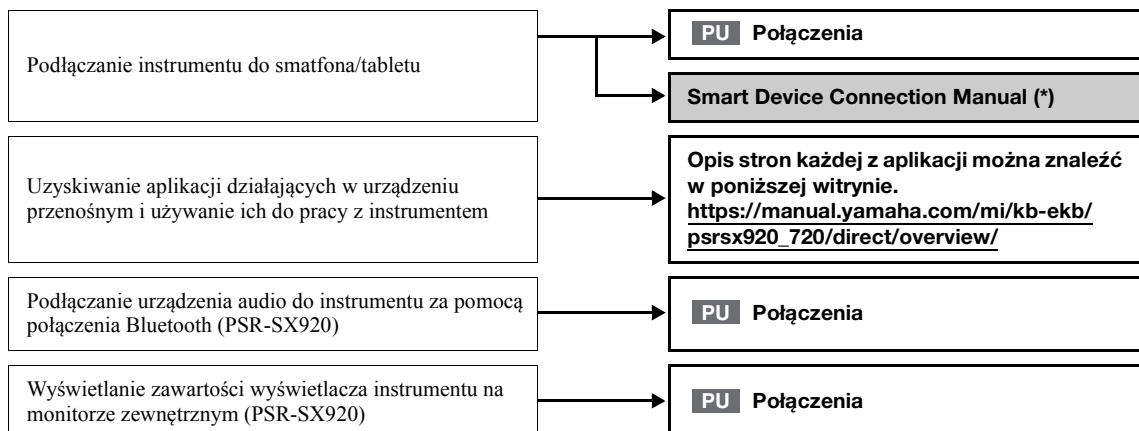 Podłączanie instrumentu do smatfona/tabletu
PU Połączenia
Smart Device Connection Manual (*)
Uzyskiwanie aplikacji działających w urządzeniu
przenośnym i używanie ich do pracy z instrumentem
Opis stron każdej z aplikacji można znaleźć
w poniższej witrynie.
https://manual.yamaha.com/mi/kb-ekb/
psrsx920_720/direct/overview/
Podłączanie urządzenia audio do instrumentu za pomocą
połączenia Bluetooth (PSR-SX920)
PU Połączenia
Wyświetlanie zawartości wyświetlacza instrumentu na
monitorze zewnętrznym (PSR-SX920)
PU Połączenia